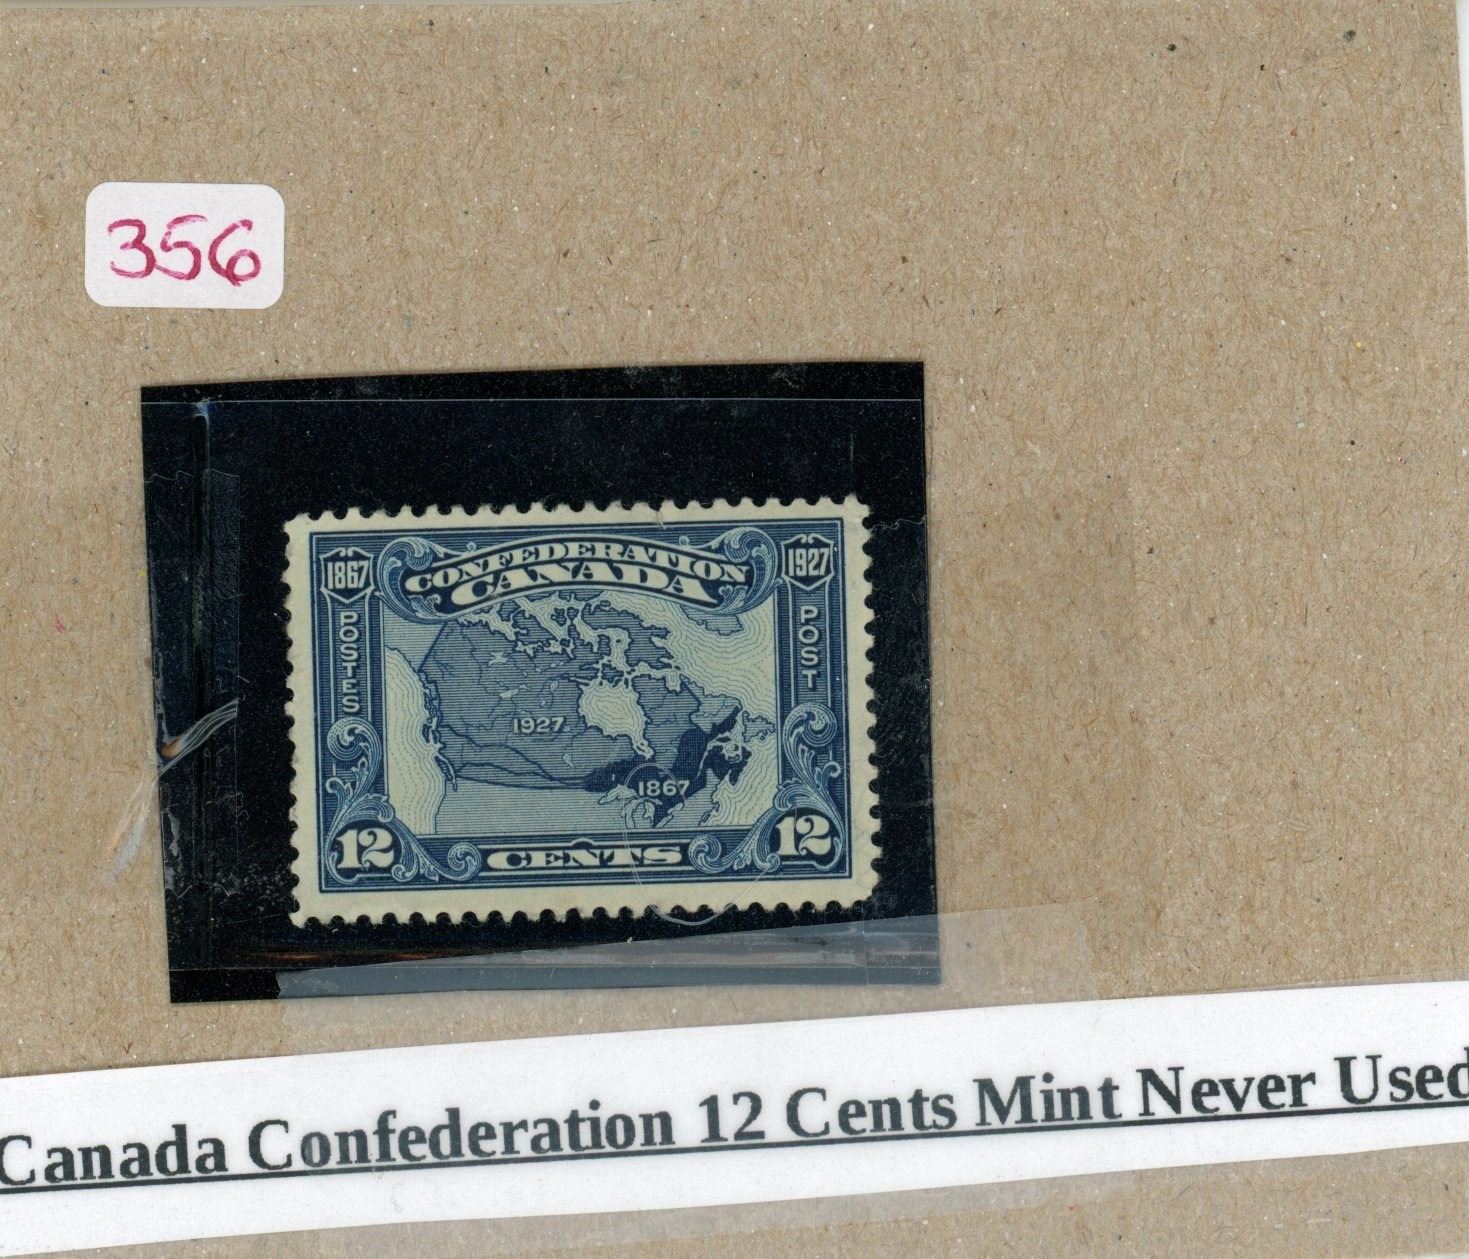 356
1867
CONFEDERATION
CANADA
1927
POSTES
POST
1927
1867
12
CENTS
12
Canada Confederation 12 Cents Mint Never Used